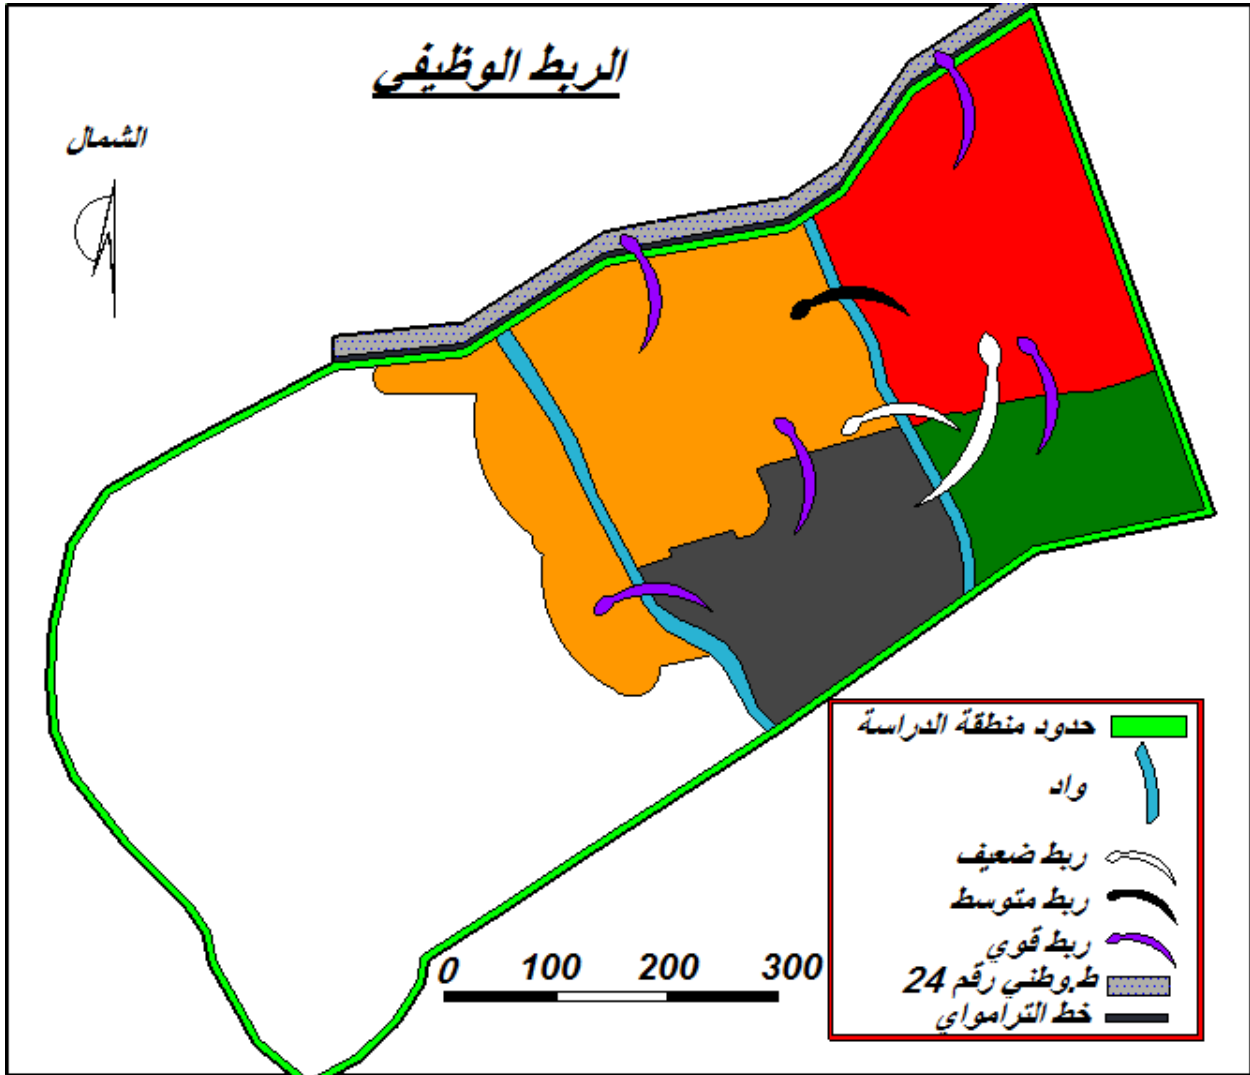 الربط الوظيفي
الشمال
حدود منطقة الدراسة
واد
ربط ضعيف
ربط متوسط
ربط قوي
ط.وطني رقم 24
خط الترامواي
0 100 200 300